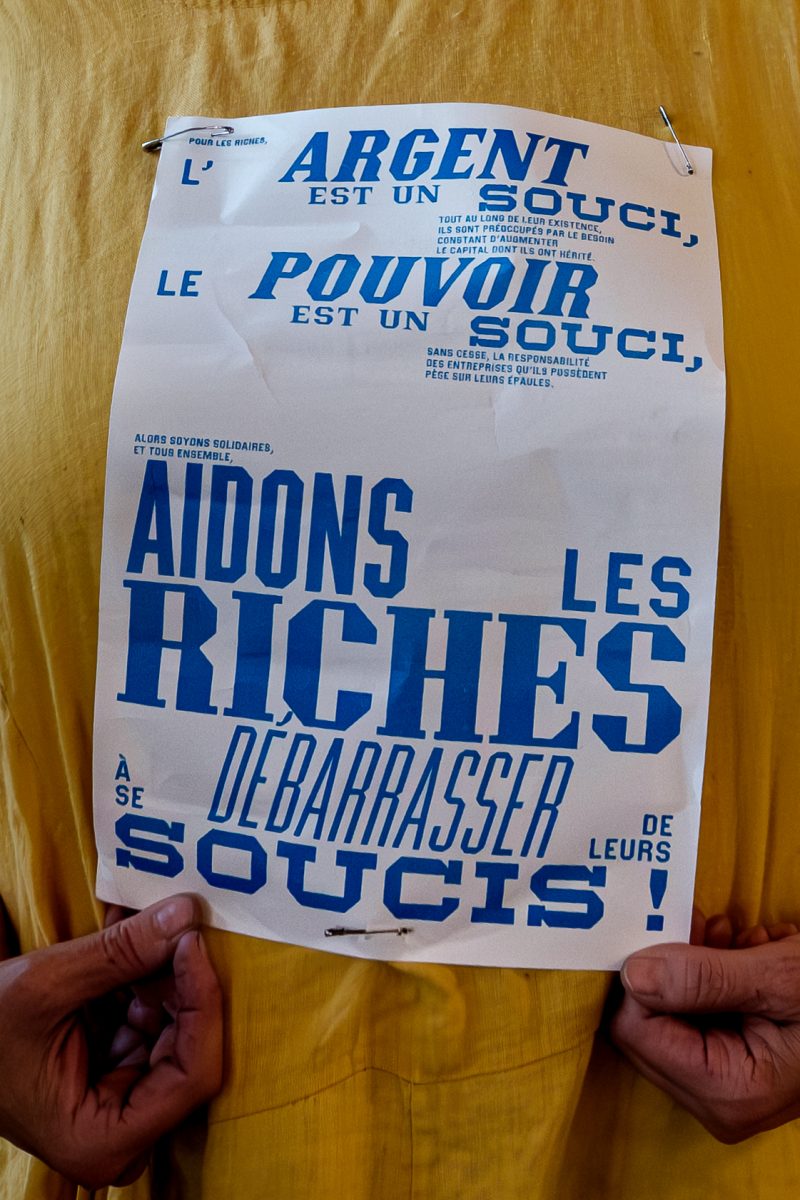 POUR LES RICHES,
L' ARGENT
EST UN SOUCI,
TOUT AU LONG DE LEUR EXISTENCE,
ILS SONT PRÉOCCUPÉS PAR LE BESOIN
CONSTANT D'AUGMENTER
LE CAPITAL DONT ILS ONT HÉRITÉ.
LE POUVOIR
EST UN SOUCI,
SANS CESSE, LA RESPONSABILITÉ
DES ENTREPRISES QU'ILS POSSÈDENT
PÈSE SUR LEURS ÉPAULES.
ALORS SOYONS SOLIDAIRES,
ET TOUS ENSEMBLE,
AIDONS LES
RICHES
À SE DÉBARRASSER DE LEURS
SOUCIS !